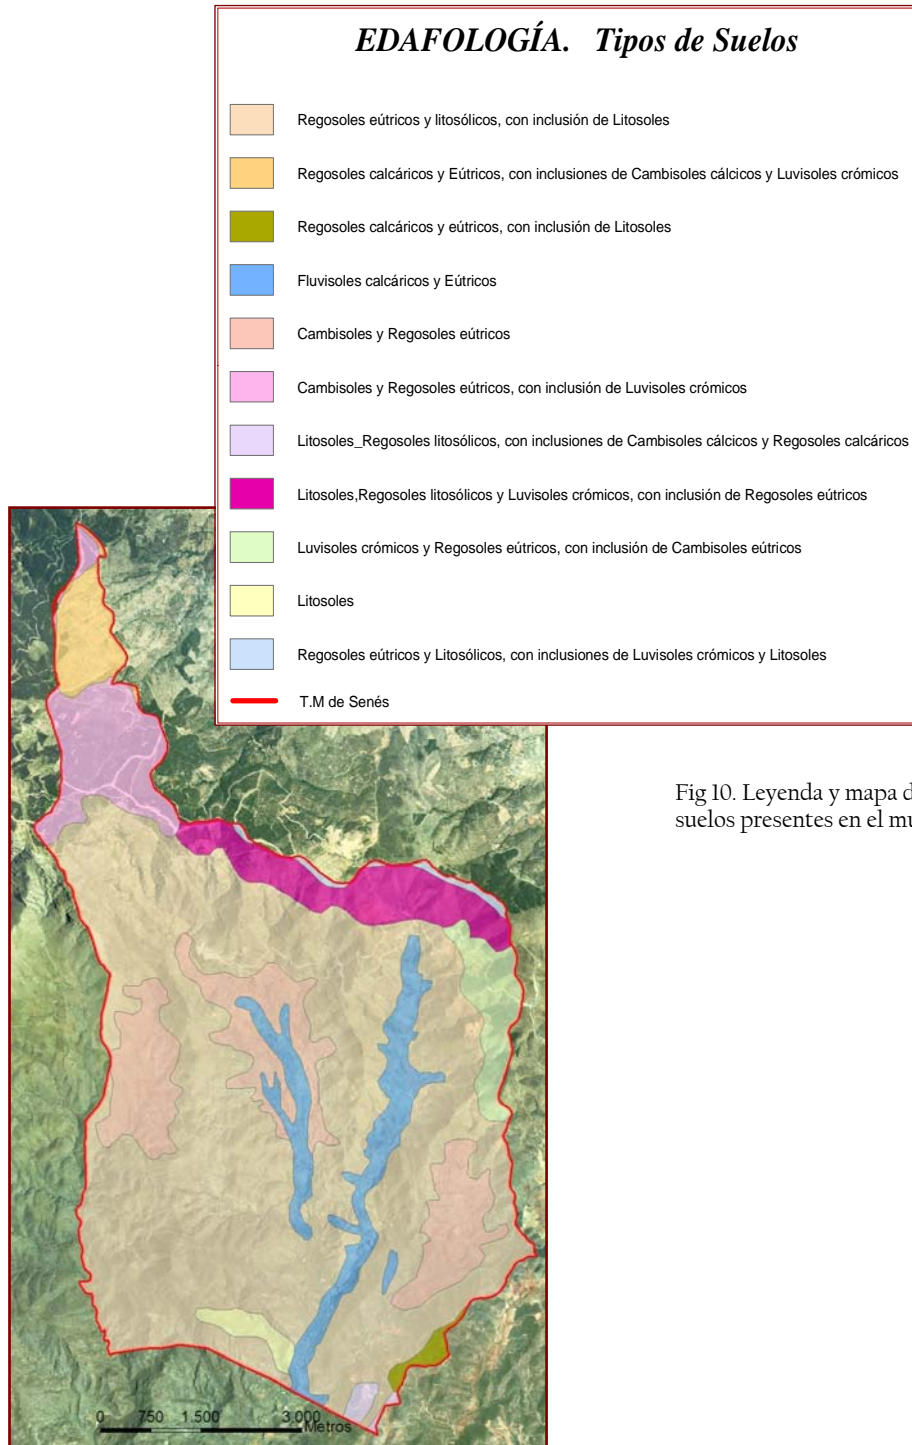 EDAFOLOGÍA. Tipos de Suelos
Regosoles eútricos y litosólicos, con inclusión de Litosoles
Regosoles calcáricos y Eútricos, con inclusiones de Cambisoles cálcicos y Luvisoles crómicos
Regosoles calcáricos y eútricos, con inclusión de Litosoles
Fluvisoles calcáricos y Eútricos
Cambisoles y Regosoles eútricos
Cambisoles y Regosoles eútricos, con inclusión de Luvisoles crómicos
Litosoles_Regosoles litosólicos, con inclusiones de Cambisoles cálcicos y Regosoles calcáricos
Litosoles,Regosoles litosólicos y Luvisoles crómicos, con inclusión de Regosoles eútricos
Luvisoles crómicos y Regosoles eútricos, con inclusión de Cambisoles eútricos
Litosoles
Regosoles eútricos y Litosólicos, con inclusiones de Luvisoles crómicos y Litosoles
T.M de Senés
Fig 10. Leyenda y mapa d
suelos presentes en el mu
0 750 1.500 3.000
Metros